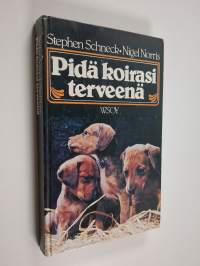 Stephen Schneck • Nigel Norris
Pidä koirasi
terveenä
WSOY